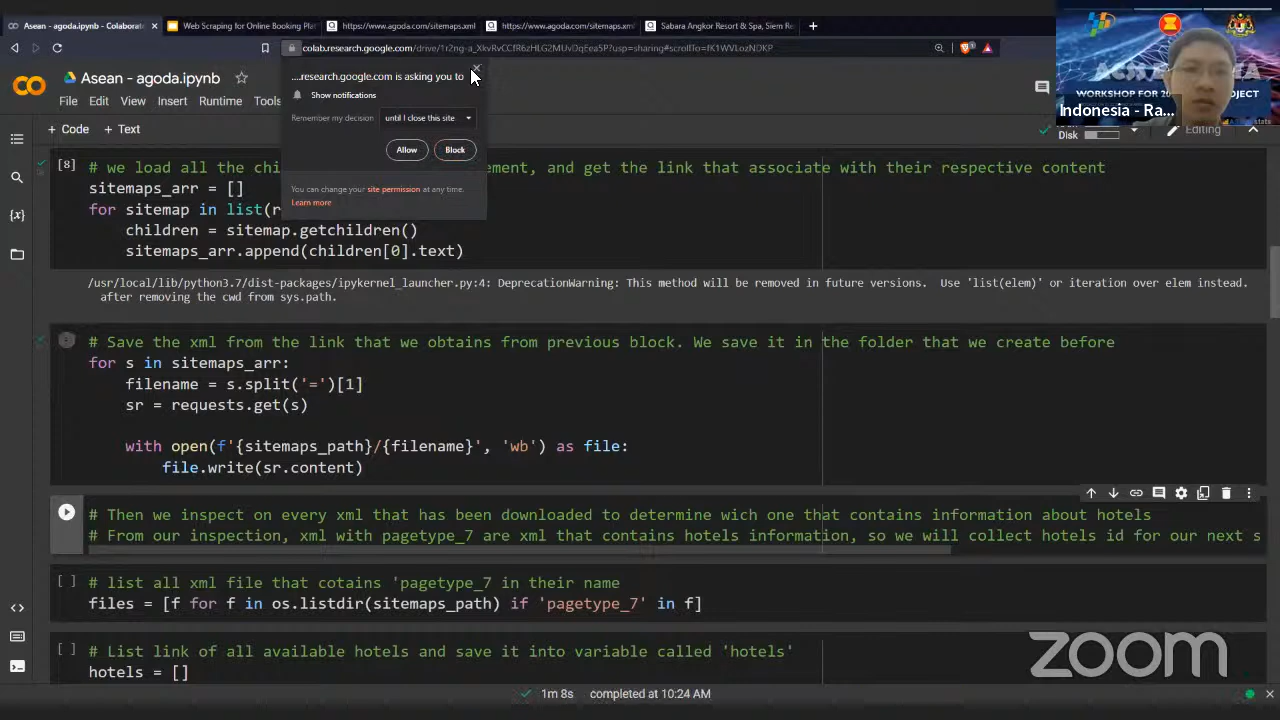 Asean - agoda.ipynb - Colaborat
Web Scraping for Online Booking Pla
https://www.agoda.com/sitemaps.xml
https://www.agoda.com/sitemaps.xml
Sabara Angkor Resort & Spa, Siem Re
Asean - agoda.ipynb
File Edit View Insert Runtime Tools
+ Code + Text
....research.google.com is asking you to
Show notifications
Remember my decision until I close this site
Allow Block
You can change your site permission at any time.
Learn more
WORKSHOP FOR 20
Indonesia - Ra...
Disk
Editing
[8] # we load all the chi
ement, and get the link that associate with their respective content
sitemaps_arr = []
for sitemap in list(r
children = sitemap.getchildren()
sitemaps_arr.append(children[0].text)
/usr/local/lib/python3.7/dist-packages/ipykernel_launcher.py:4: DeprecationWarning: This method will be removed in future versions. Use 'list(elem)' or iteration over elem instead.
after removing the cwd from sys.path.
# Save the xml from the link that we obtains from previous block. We save it in the folder that we create before
for s in sitemaps_arr:
filename = s.split('=')[1]
sr = requests.get(s)
with open(f'{sitemaps_path}/{filename}', 'wb') as file:
file.write(sr.content)
# Then we inspect on every xml that has been downloaded to determine wich one that contains information about hotels
# From our inspection, xml with pagetype_7 are xml that contains hotels information, so we will collect hotels id for our next s
[ ] # list all xml file that cotains 'pagetype_7 in their name
files = [f for f in os.listdir(sitemaps_path) if 'pagetype_7' in f]
[ ] # List link of all available hotels and save it into variable called 'hotels'
hotels = []
zoom
1m 8s completed at 10:24 AM